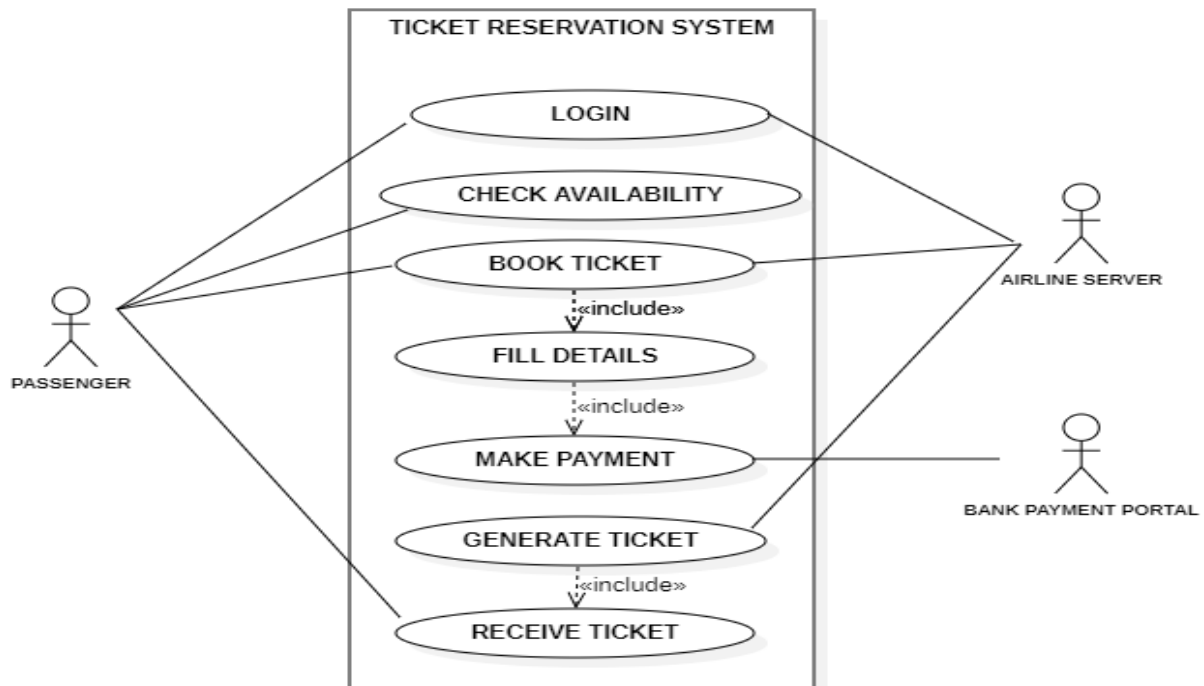 TICKET RESERVATION SYSTEM
LOGIN
CHECK AVAILABILITY
BOOK TICKET
AIRLINE SERVER
«include»
FILL DETAILS
PASSENGER
«include»
MAKE PAYMENT
BANK PAYMENT PORTAL
GENERATE TICKET
«include»
RECEIVE TICKET